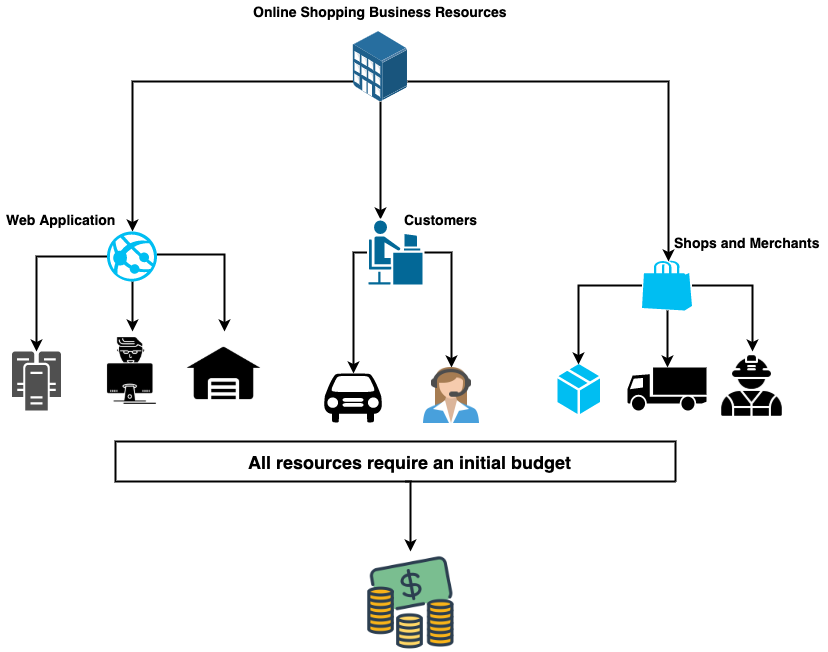 Online Shopping Business Resources
Web Application
Customers
Shops and Merchants
All resources require an initial budget
$